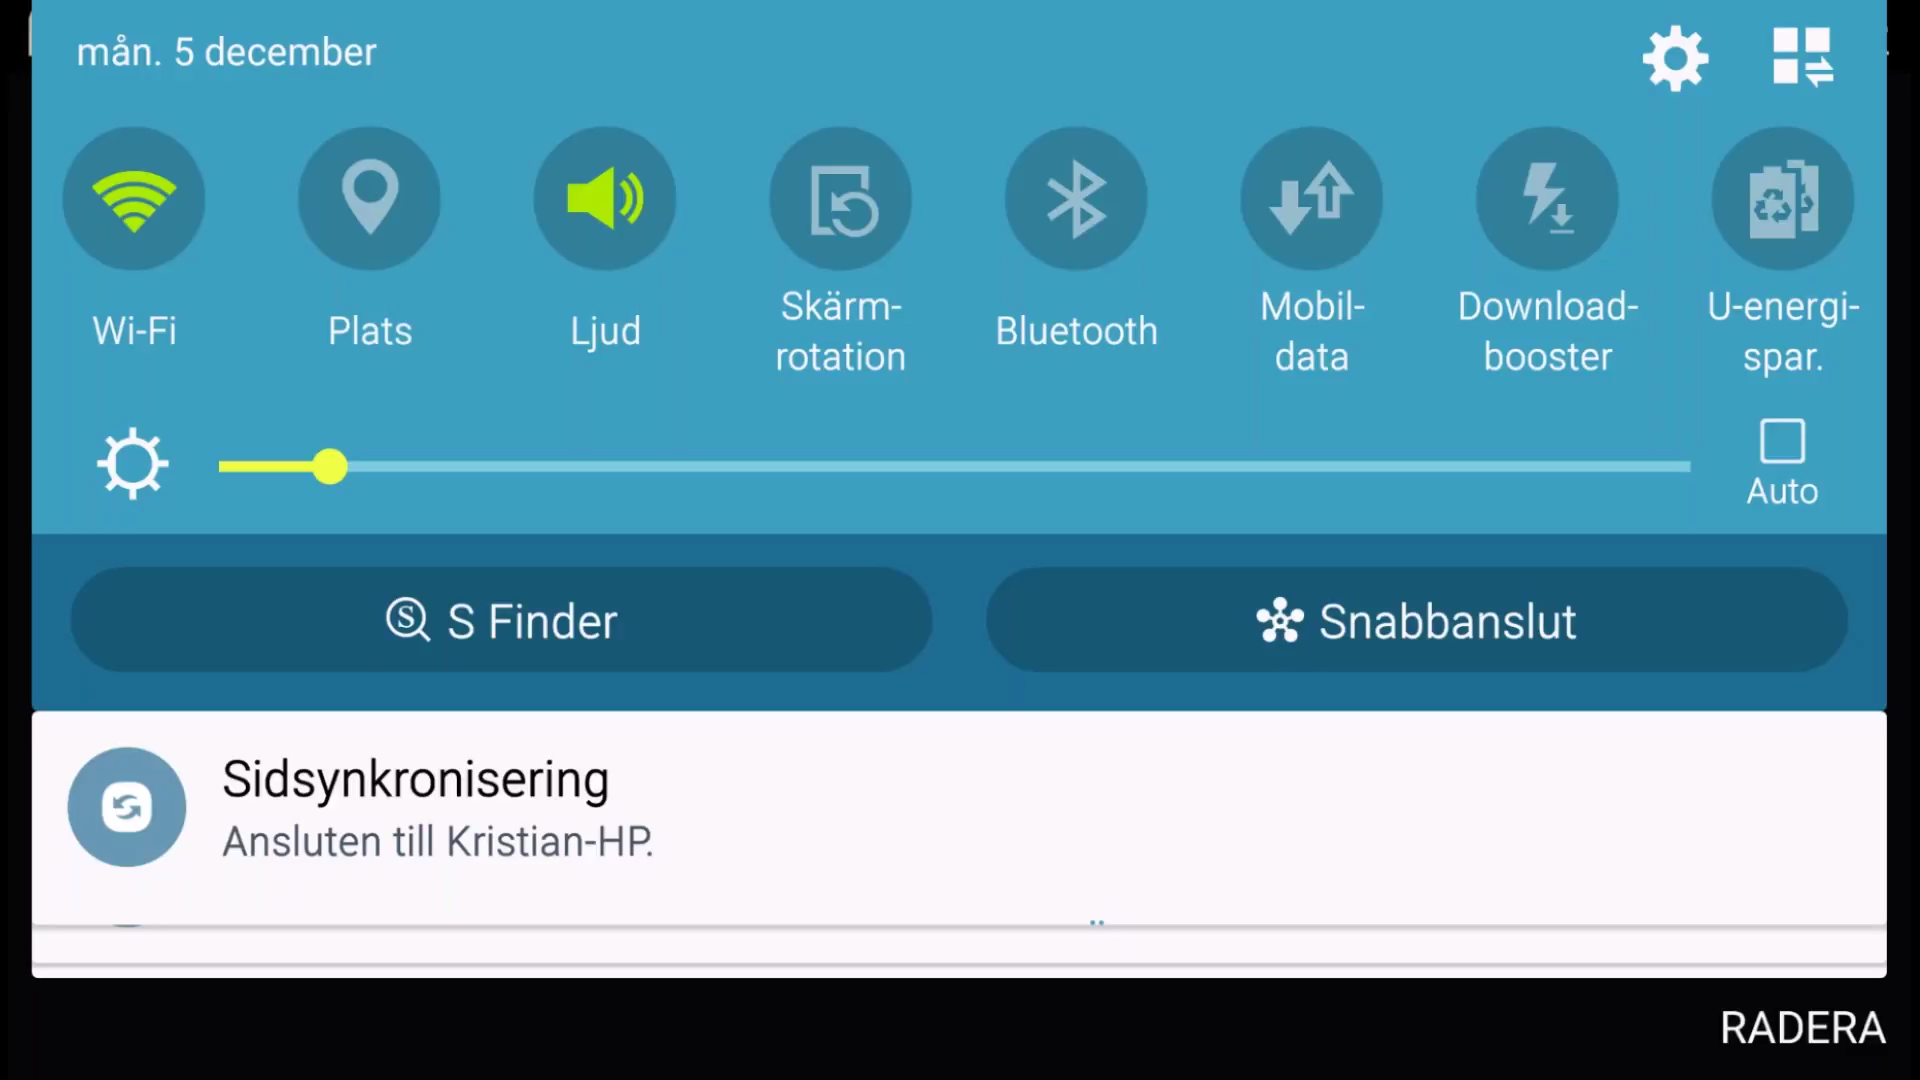 mån. 5 december
Wi-Fi
Plats
Ljud
Skärm-
rotation
Bluetooth
Mobil-
data
Download-
booster
U-energi-
spar.
Auto
S Finder
Snabbanslut
Sidsynkronisering
Ansluten till Kristian-HP.
RADERA